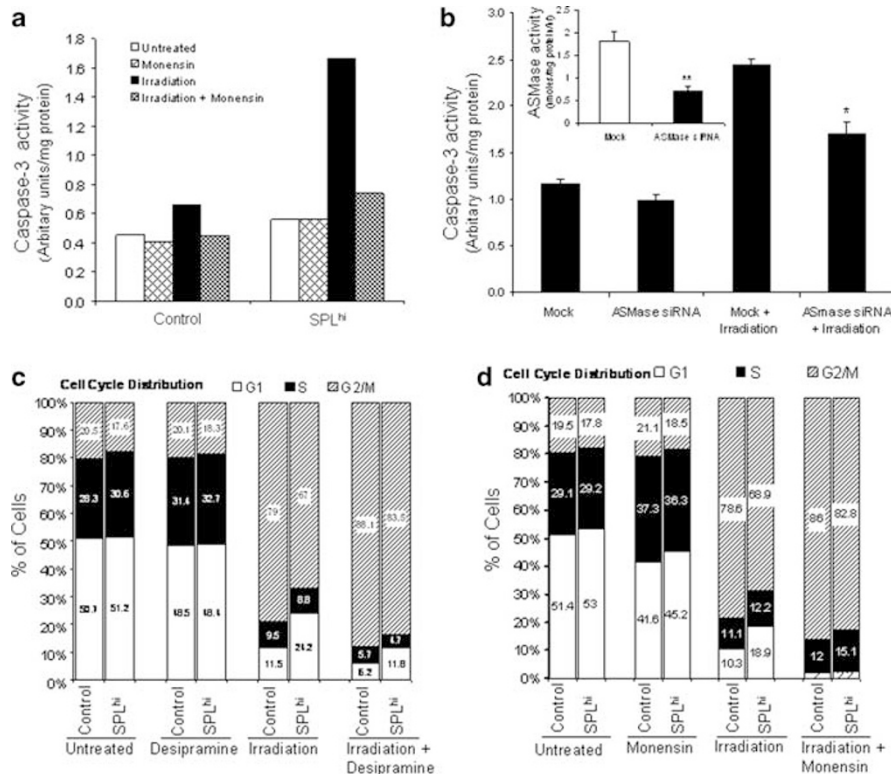 a
Caspase-3 activity
(Arbitary units/mg protein)
1.8
1.6
1.4
1.2
1.0
0.8
0.6
0.4
0.2
0.0
Untreated
Monensin
Irradiation
Irradiation + Monensin
Control
SPLhi
b
Caspase-3 activity
(Arbitary units/mg protein)
3.0
2.5
2.0
1.5
1.0
0.5
0.0
ASMase activity
2.5
2
1.5
1
0.5
0
**
Mock
ASMase siRNA
*
Mock
ASMase siRNA
Mock +
Irradiation
ASmase siRNA
+ Irradiation
c
Cell Cycle Distribution
G1
S
G2/M
% of Cells
100%
90%
80%
70%
60%
50%
40%
30%
20%
10%
0%
20.5
17.6
20.1
18.3
79
67
88.1
83.5
28.3
30.6
31.4
32.7
9.5
8.8
5.7
4.7
51.2
48.5
48.4
11.5
24.2
6.2
11.8
Control
SPLhi
Control
SPLhi
Control
SPLhi
Control
SPLhi
Untreated
Desipramine
Irradiation
Irradiation +
Desipramine
d
Cell Cycle Distribution
G1
S
G2/M
% of Cells
100%
90%
80%
70%
60%
50%
40%
30%
20%
10%
0%
19.5
17.8
21.1
18.5
78.6
68.9
86
82.8
29.1
29.2
37.3
36.3
11.1
12.2
12
15.1
51.4
53
41.6
45.2
10.3
18.9
Control
SPLhi
Control
SPLhi
Control
SPLhi
Control
SPLhi
Untreated
Monensin
Irradiation
Irradiation +
Monensin